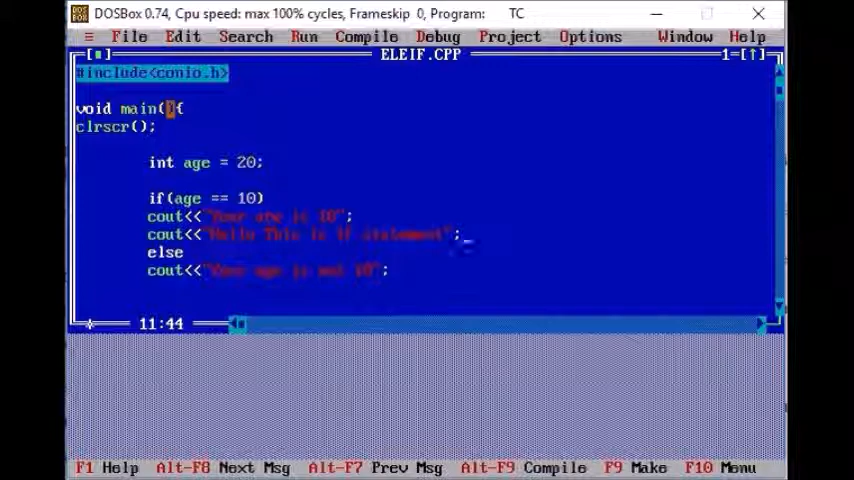 DOSBox 0.74, Cpu speed: max 100% cycles, Frameskip 0, Program: TC
≡ File Edit Search Run Compile Debug Project Options Window Help
[■] ELEIF.CPP 1=[↑]
#include<conio.h>
void main(){
clrscr();
int age = 20;
if(age == 10)
cout<<"Your age is 10";
cout<<"Hello This is if statement";
else
cout<<"Your age is not 10";
11:44
F1 Help Alt-F8 Next Msg Alt-F7 Prev Msg Alt-F9 Compile F9 Make F10 Menu